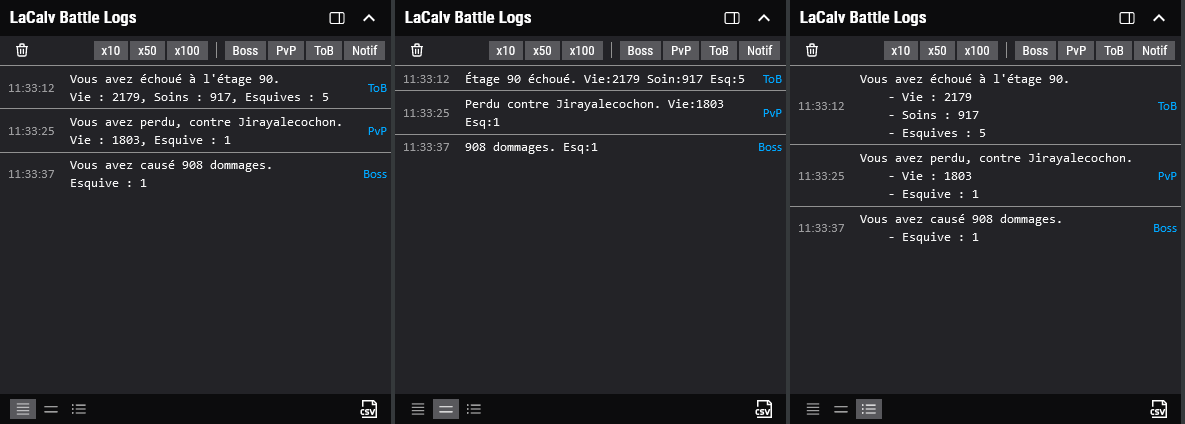 LaCalv Battle Logs
x10 x50 x100 Boss PvP ToB Notif
11:33:12 Vous avez échoué à l'étage 90.
Vie : 2179, Soins : 917, Esquives : 5 ToB
11:33:25 Vous avez perdu, contre Jirayalecochon.
Vie : 1803, Esquive : 1 PvP
11:33:37 Vous avez causé 908 dommages.
Esquive : 1 Boss
CSV
LaCalv Battle Logs
x10 x50 x100 Boss PvP ToB Notif
11:33:12 Étage 90 échoué. Vie:2179 Soin:917 Esq:5 ToB
11:33:25 Perdu contre Jirayalecochon. Vie:1803
Esq:1 PvP
11:33:37 908 dommages. Esq:1 Boss
CSV
LaCalv Battle Logs
x10 x50 x100 Boss PvP ToB Notif
11:33:12 Vous avez échoué à l'étage 90.
- Vie : 2179
- Soins : 917
- Esquives : 5 ToB
11:33:25 Vous avez perdu, contre Jirayalecochon.
- Vie : 1803
- Esquive : 1 PvP
11:33:37 Vous avez causé 908 dommages.
- Esquive : 1 Boss
CSV